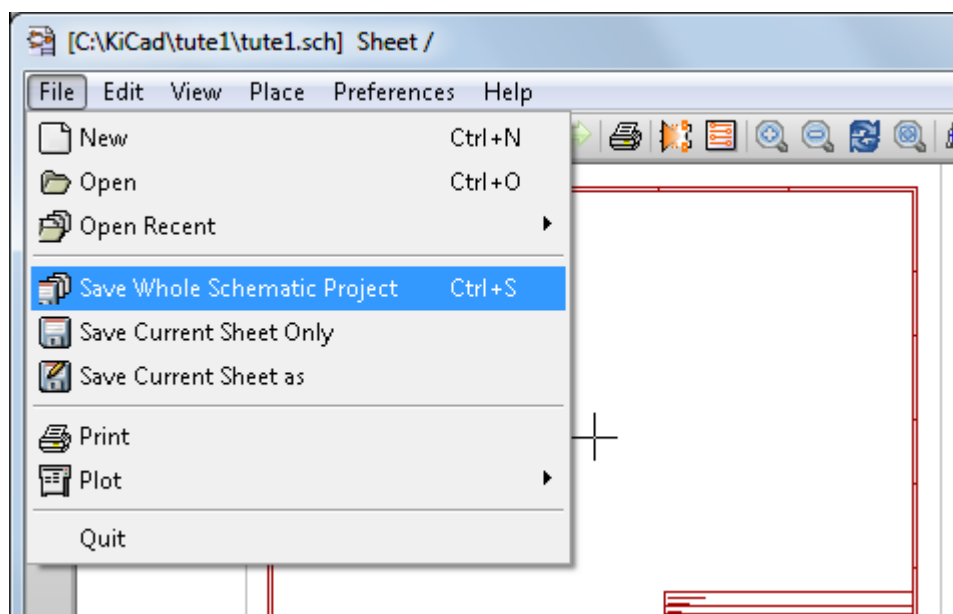 [C:\KiCad\tute1\tute1.sch] Sheet /
File Edit View Place Preferences Help
New Ctrl+N
Open Ctrl+O
Open Recent
Save Whole Schematic Project Ctrl+S
Save Current Sheet Only
Save Current Sheet as
Print
Plot
Quit